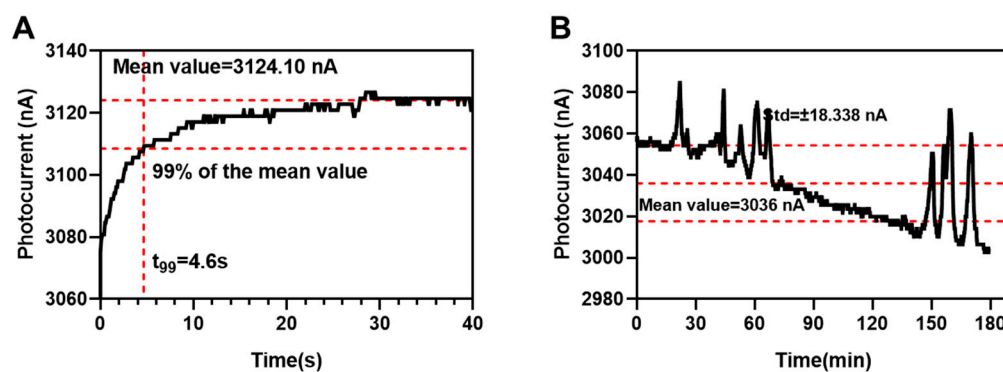 A
Photocurrent (nA)
3140
3120
3100
3080
3060
Mean value=3124.10 nA
99% of the mean value
t99=4.6s
0
10
20
30
40
Time(s)
B
Photocurrent (nA)
3100
3080
3060
3040
3020
3000
2980
Std=±18.338 nA
Mean value=3036 nA
0
30
60
90
120
150
180
Time(min)